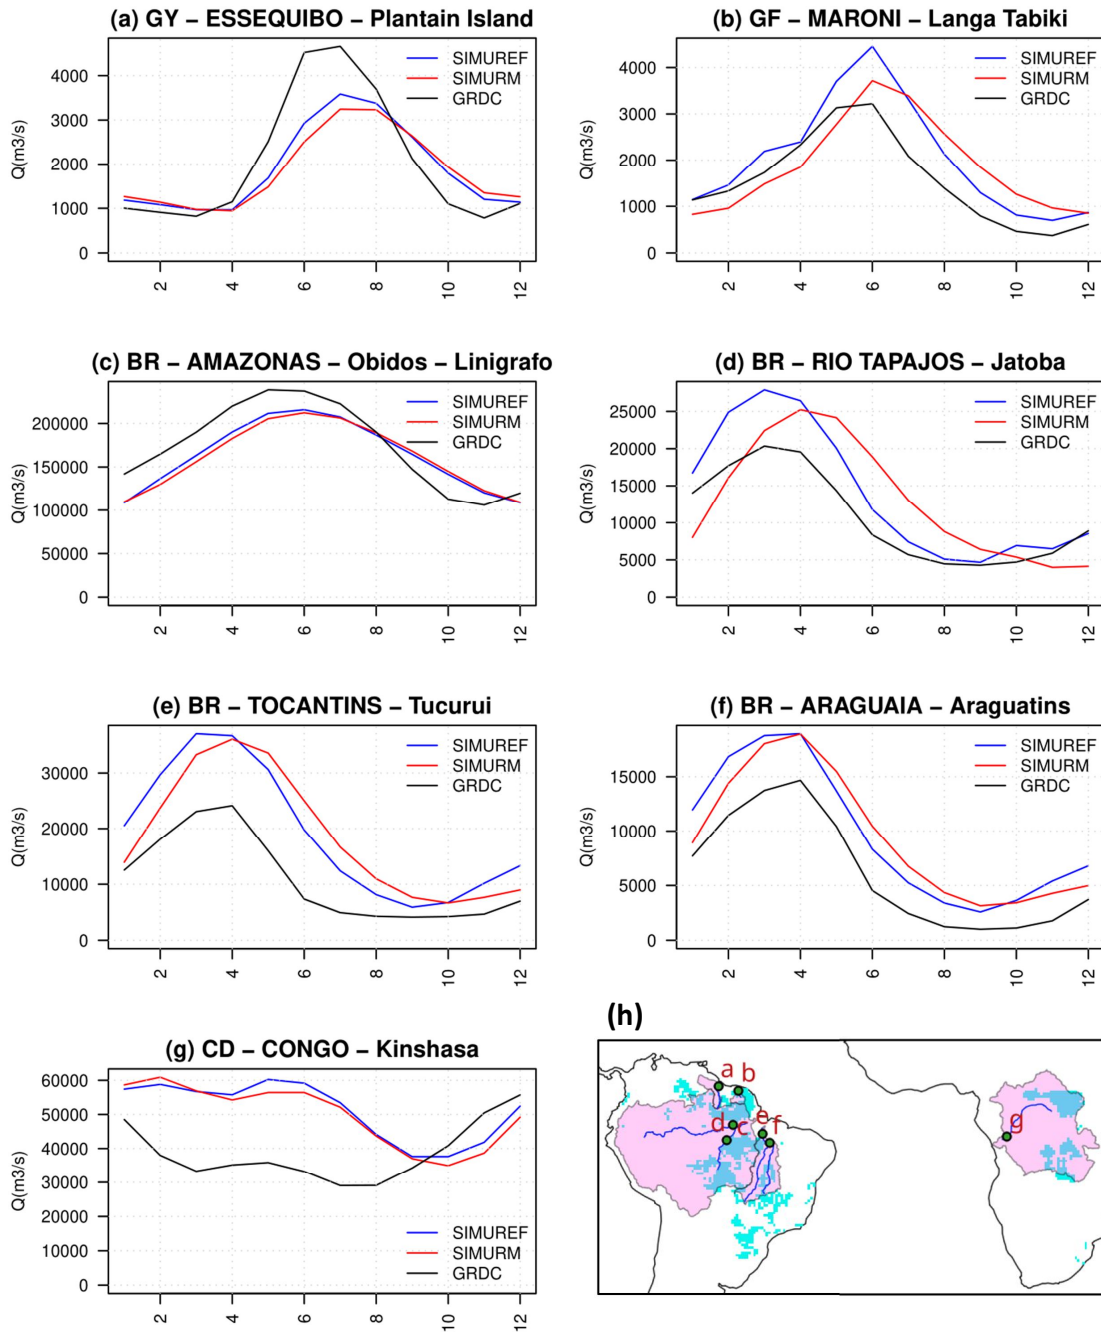 (a) GY – ESSEQUIBO – Plantain Island
Q(m3/s)
4000
3000
2000
1000
0
2 4 6 8 10 12
SIMUREF
SIMURM
GRDC
(b) GF – MARONI – Langa Tabiki
Q(m3/s)
4000
3000
2000
1000
0
2 4 6 8 10 12
SIMUREF
SIMURM
GRDC
(c) BR – AMAZONAS – Obidos – Linigrafo
Q(m3/s)
200000
150000
100000
50000
0
2 4 6 8 10 12
SIMUREF
SIMURM
GRDC
(d) BR – RIO TAPAJOS – Jatoba
Q(m3/s)
25000
20000
15000
10000
5000
0
2 4 6 8 10 12
SIMUREF
SIMURM
GRDC
(e) BR – TOCANTINS – Tucurui
Q(m3/s)
30000
20000
10000
0
2 4 6 8 10 12
SIMUREF
SIMURM
GRDC
(f) BR – ARAGUAIA – Araguatins
Q(m3/s)
15000
10000
5000
0
2 4 6 8 10 12
SIMUREF
SIMURM
GRDC
(g) CD – CONGO – Kinshasa
Q(m3/s)
60000
50000
40000
30000
20000
10000
0
2 4 6 8 10 12
SIMUREF
SIMURM
GRDC
(h)
a b
d c e f
g